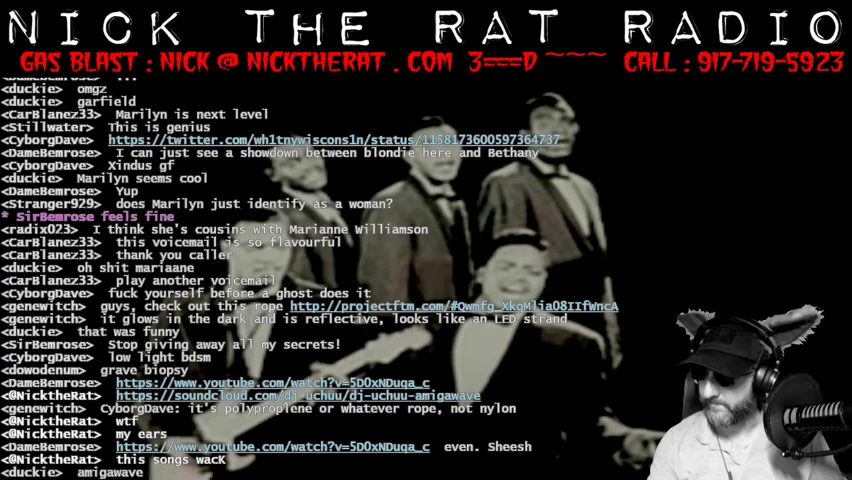 NICK THE RAT RADIO
GAS BLAST : NICK @ NICKTHERAT . COM 3===D ~~~ CALL : 917-719-5923
<DameBemrose> ...
<duckie> omgz
<duckie> garfield
<CarBlanez33> Marilyn is next level
<Stillwater> This is genius
<CyborgDave> https://twitter.com/wh1tnywiscons1n/status/1158173600597364737
<DameBemrose> I can just see a showdown between blondie here and Bethany
<CyborgDave> Xindus gf
<duckie> Marilyn seems cool
<DameBemrose> Yup
<Stranger929> does Marilyn just identify as a woman?
* SirBemrose feels fine
<radix023> I think she's cousins with Marianne Williamson
<CarBlanez33> this voicemail is so flavourful
<CarBlanez33> thank you caller
<duckie> oh shit mariaane
<CarBlanez33> play another voicemail
<CyborgDave> fuck yourself before a ghost does it
<genewitch> guys, check out this rope http://projectftm.com/#Qwmfg_XkqMliaO8IIfWncA
<genewitch> it glows in the dark and is reflective, looks like an LED strand
<duckie> that was funny
<SirBemrose> Stop giving away all my secrets!
<CyborgDave> low light bdsm
<dowodenum> grave biopsy
<DameBemrose> https://www.youtube.com/watch?v=5DOxNDuqa_c
<@NicktheRat> https://soundcloud.com/dj-uchuu/dj-uchuu-amigawave
<genewitch> CyborgDave: it's polyproplene or whatever rope, not nylon
<@NicktheRat> wtf
<@NicktheRat> my ears
<DameBemrose> https://www.youtube.com/watch?v=5DOxNDuqa_c even. Sheesh
<@NicktheRat> this songs wacK
<duckie> amigawave